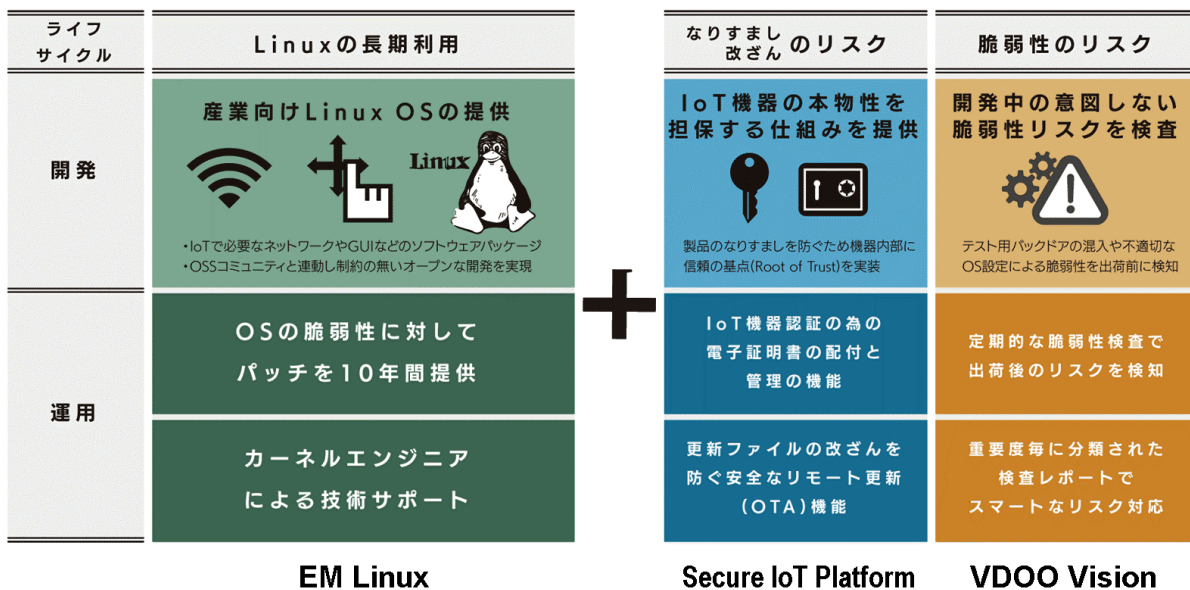 ライフ
サイクル
Linuxの長期利用
なりすまし
改ざん
のリスク
脆弱性のリスク
開発
産業向けLinux OSの提供
Linux
・IoTで必要なネットワークやGUIなどのソフトウェアパッケージ
・OSSコミュニティと連動し制約の無いオープンな開発を実現
IoT機器の本物性を
担保する仕組みを提供
製品のなりすましを防ぐため機器内部に
信頼の基点(Root of Trust)を実装
開発中の意図しない
脆弱性リスクを検査
テスト用バックドアの混入や不適切な
OS設定による脆弱性を出荷前に検知
+
運用
OSの脆弱性に対して
パッチを10年間提供
IoT機器認証の為の
電子証明書の配付と
管理の機能
定期的な脆弱性検査で
出荷後のリスクを検知
カーネルエンジニア
による技術サポート
更新ファイルの改ざんを
防ぐ安全なリモート更新
(OTA)機能
重要度毎に分類された
検査レポートで
スマートなリスク対応
EM Linux
Secure IoT Platform
VDOO Vision